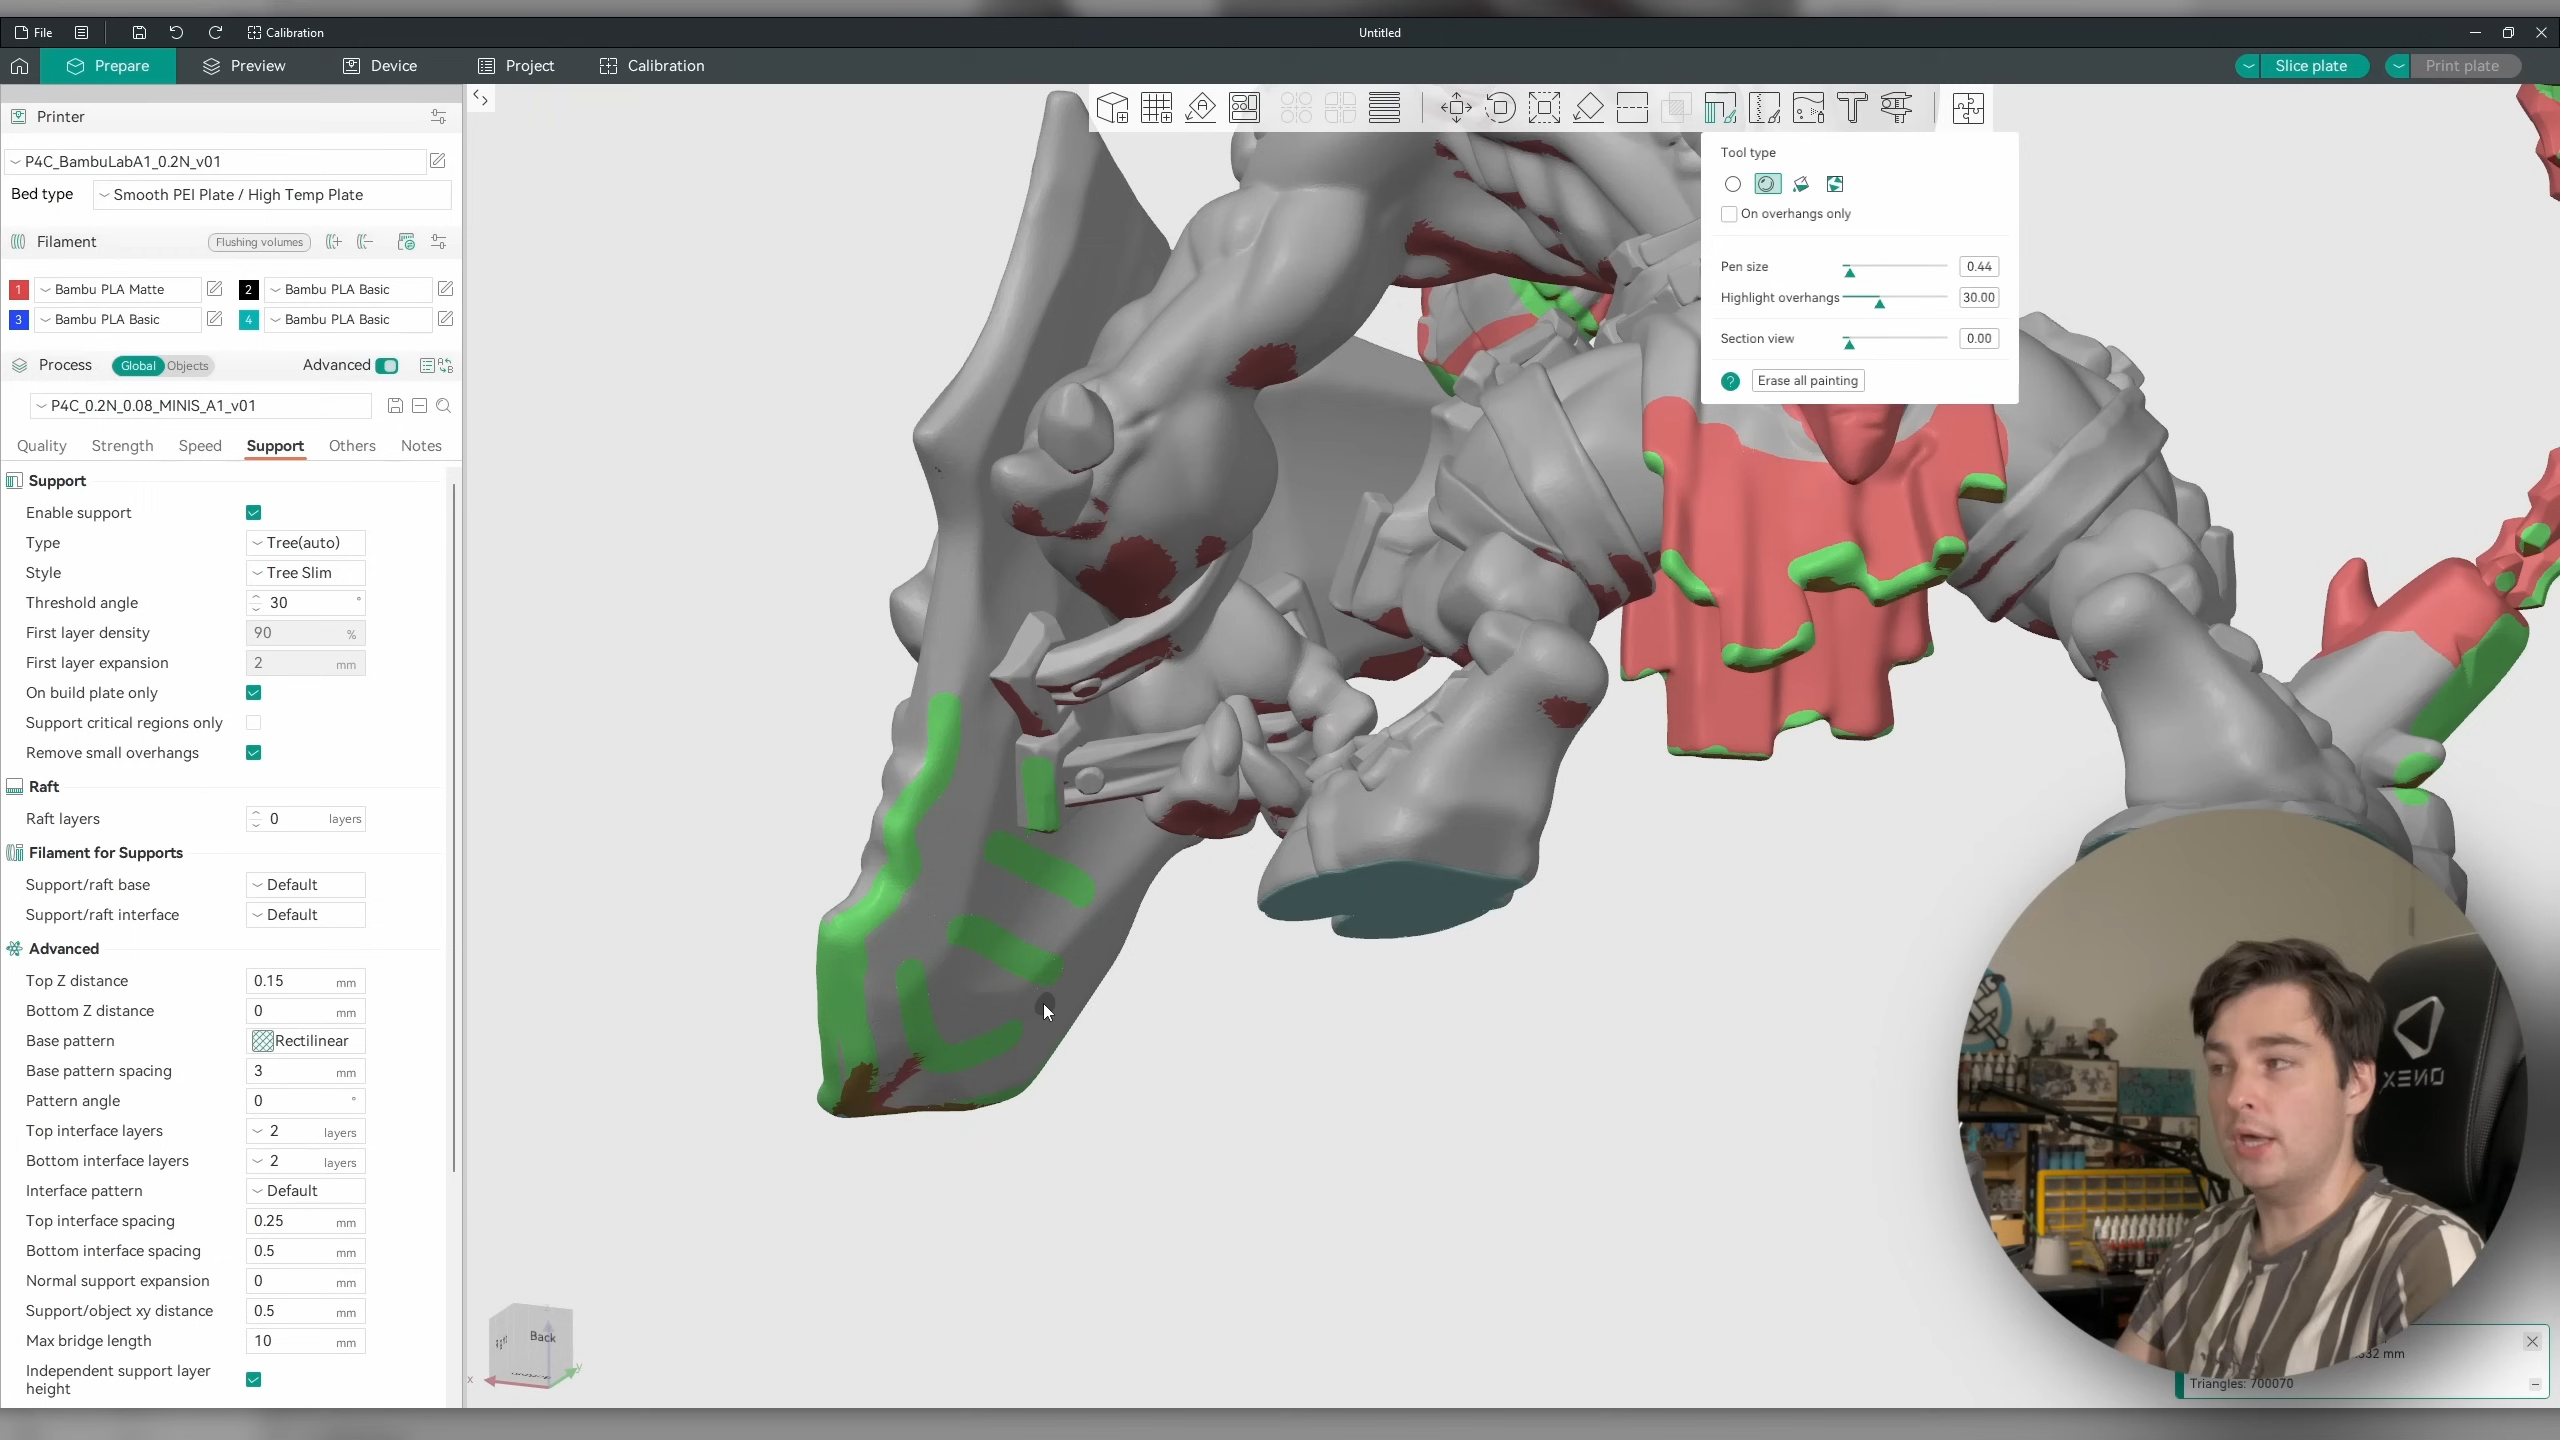 File
Calibration
Untitled
Prepare
Preview
Device
Project
Calibration
Slice plate
Print plate
Printer
P4C_BambuLabA1_0.2N_v01
Bed type
Smooth PEI Plate / High Temp Plate
Filament
Flushing volumes
1 Bambu PLA Matte
2 Bambu PLA Basic
3 Bambu PLA Basic
4 Bambu PLA Basic
Process
Global
Objects
Advanced
P4C_0.2N_0.08_MINIS_A1_v01
Quality
Strength
Speed
Support
Others
Notes
Support
Enable support
Type Tree(auto)
Style Tree Slim
Threshold angle 30 °
First layer density 90 %
First layer expansion 2 mm
On build plate only
Support critical regions only
Remove small overhangs
Raft
Raft layers 0 layers
Filament for Supports
Support/raft base Default
Support/raft interface Default
Advanced
Top Z distance 0.15 mm
Bottom Z distance 0 mm
Base pattern Rectilinear
Base pattern spacing 3 mm
Pattern angle 0 °
Top interface layers 2 layers
Bottom interface layers 2 layers
Interface pattern Default
Top interface spacing 0.25 mm
Bottom interface spacing 0.5 mm
Normal support expansion 0 mm
Support/object xy distance 0.5 mm
Max bridge length 10 mm
Independent support layer
height
Tool type
On overhangs only
Pen size 0.44
Highlight overhangs 30.00
Section view 0.00
? Erase all painting
Back
x
y
XENO
32 mm
Triangles: 700070